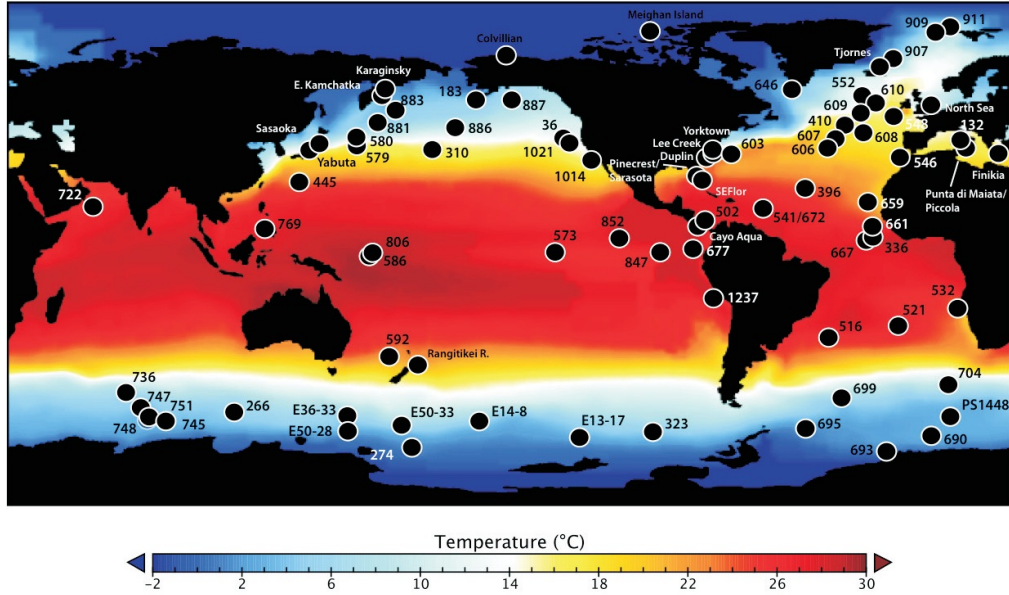 Meighan Island
909
911
Colvillian
Tjornes
907
Karaginsky
E. Kamchatka
883
183
887
646
552
610
609
North Sea
548
Sasaoka
881
580
579
886
310
36
1021
1014
Yorktown
Lee Creek
Duplin
603
410
607
606
608
132
546
Yabuta
Pinecrest/
Sarasota
Finikia
Punta di Maiata/
Piccola
722
445
SEFlor
396
541/672
659
769
806
586
573
852
847
502
Cayo Aqua
677
661
667
336
1237
532
521
516
592
Rangitikei R.
736
747
751
748
745
266
E36-33
E50-28
E50-33
274
E14-8
E13-17
323
699
695
704
PS1448
690
693
Temperature (°C)
−2 2 6 10 14 18 22 26 30